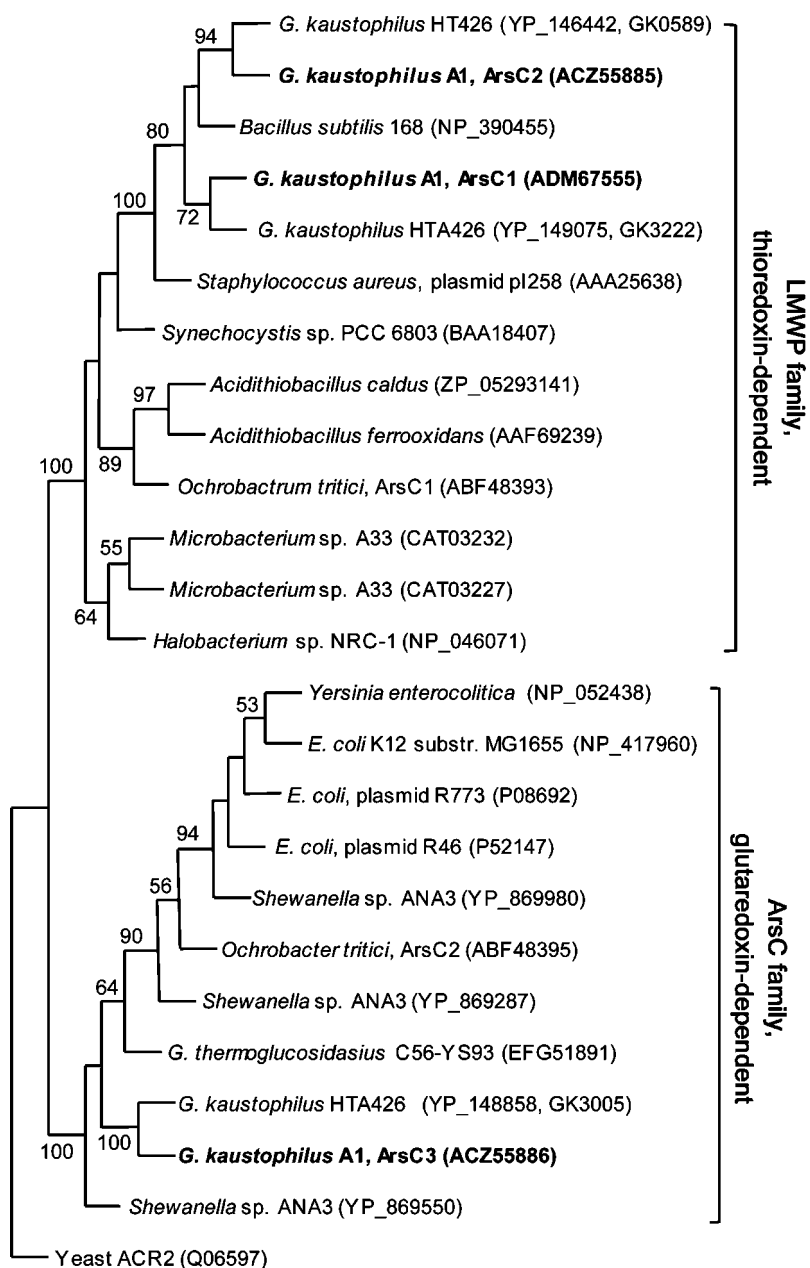 94
G. kaustophilus HT426 (YP_146442, GK0589)
G. kaustophilus A1, ArsC2 (ACZ55885)
Bacillus subtilis 168 (NP_390455)
80
G. kaustophilus A1, ArsC1 (ADM67555)
72
G. kaustophilus HTA426 (YP_149075, GK3222)
100
Staphylococcus aureus, plasmid pI258 (AAA25638)
Synechocystis sp. PCC 6803 (BAA18407)
97
Acidithiobacillus caldus (ZP_05293141)
Acidithiobacillus ferrooxidans (AAF69239)
89
Ochrobactrum tritici, ArsC1 (ABF48393)
100
55
Microbacterium sp. A33 (CAT03232)
Microbacterium sp. A33 (CAT03227)
64
Halobacterium sp. NRC-1 (NP_046071)
LMWP family,
thioredoxin-dependent
53
Yersinia enterocolitica (NP_052438)
E. coli K12 substr. MG1655 (NP_417960)
E. coli, plasmid R773 (P08692)
94
E. coli, plasmid R46 (P52147)
56
Shewanella sp. ANA3 (YP_869980)
90
Ochrobacter tritici, ArsC2 (ABF48395)
64
Shewanella sp. ANA3 (YP_869287)
G. thermoglucosidasius C56-YS93 (EFG51891)
G. kaustophilus HTA426 (YP_148858, GK3005)
100
100
G. kaustophilus A1, ArsC3 (ACZ55886)
Shewanella sp. ANA3 (YP_869550)
ArsC family,
glutaredoxin-dependent
Yeast ACR2 (Q06597)